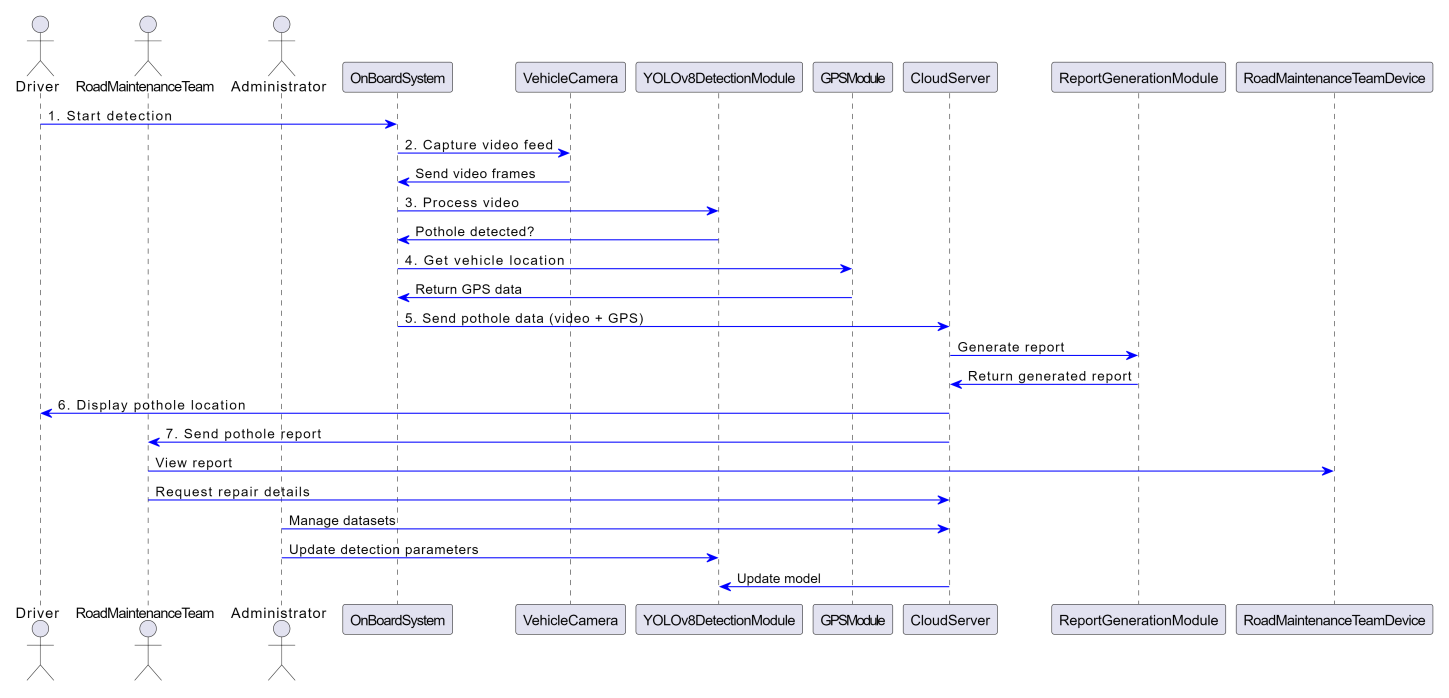 Driver
RoadMaintenanceTeam
Administrator
OnBoardSystem
VehicleCamera
YOLOv8DetectionModule
GPSModule
CloudServer
ReportGenerationModule
RoadMaintenanceTeamDevice
1. Start detection
2. Capture video feed
Send video frames
3. Process video
Pothole detected?
4. Get vehicle location
Return GPS data
5. Send pothole data (video + GPS)
Generate report
Return generated report
6. Display pothole location
7. Send pothole report
View report
Request repair details
Manage datasets
Update detection parameters
Update model
Driver
RoadMaintenanceTeam
Administrator
OnBoardSystem
VehicleCamera
YOLOv8DetectionModule
GPSModule
CloudServer
ReportGenerationModule
RoadMaintenanceTeamDevice